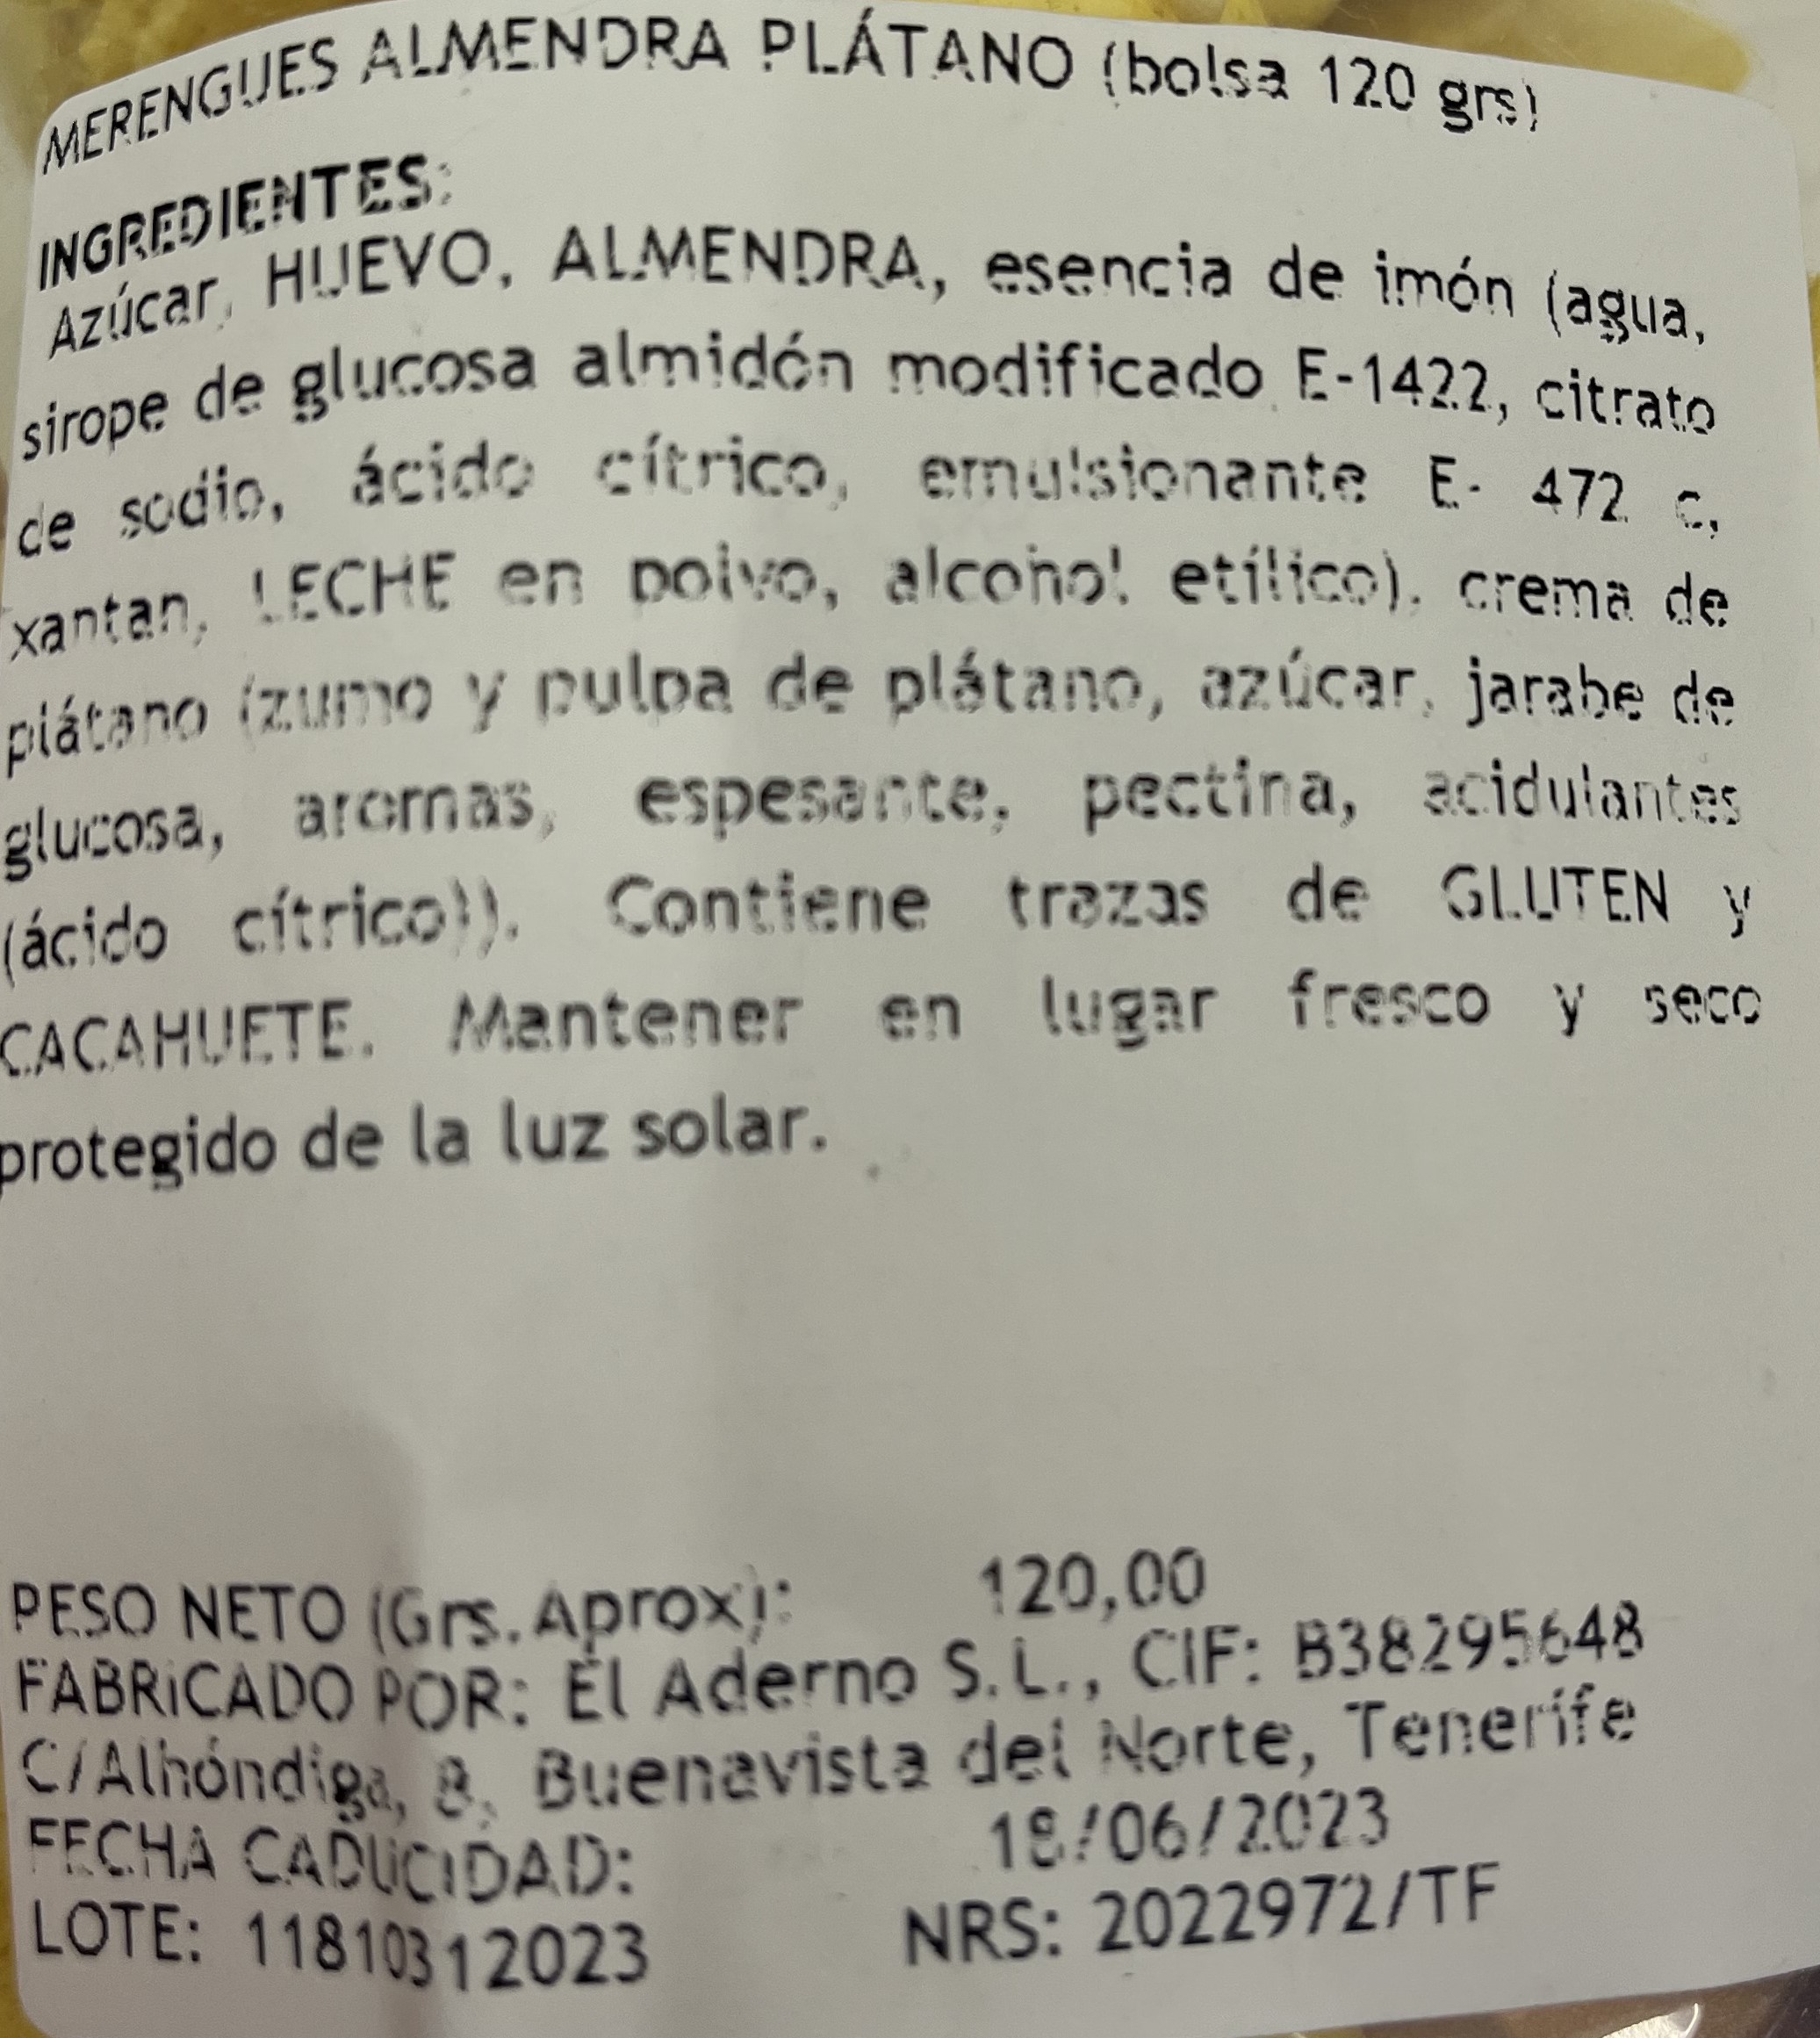 MERENGUES ALMENDRA PLÁTANO (bolsa 120 grs)
INGREDIENTES:
Azúcar, HUEVO, ALMENDRA, esencia de imón (agua,
sirope de glucosa almidón modificado E-1422, citrato
de sodio, ácido cítrico, emulsionante E- 472 c,
xantan, LECHE en polvo, alcohol etílico), crema de
plátano (zumo y pulpa de plátano, azúcar, jarabe de
glucosa, aromas, espesante, pectina, acidulantes
(ácido cítrico)). Contiene trazas de GLUTEN y
CACAHUETE. Mantener en lugar fresco y seco
protegido de la luz solar.
PESO NETO (Grs. Aprox): 120,00
FABRICADO POR: El Aderno S.L., CIF: B38295648
C/Alhóndiga, 8, Buenavista del Norte, Tenerife
FECHA CADUCIDAD: 18/06/2023
LOTE: 11810312023 NRS: 2022972/TF